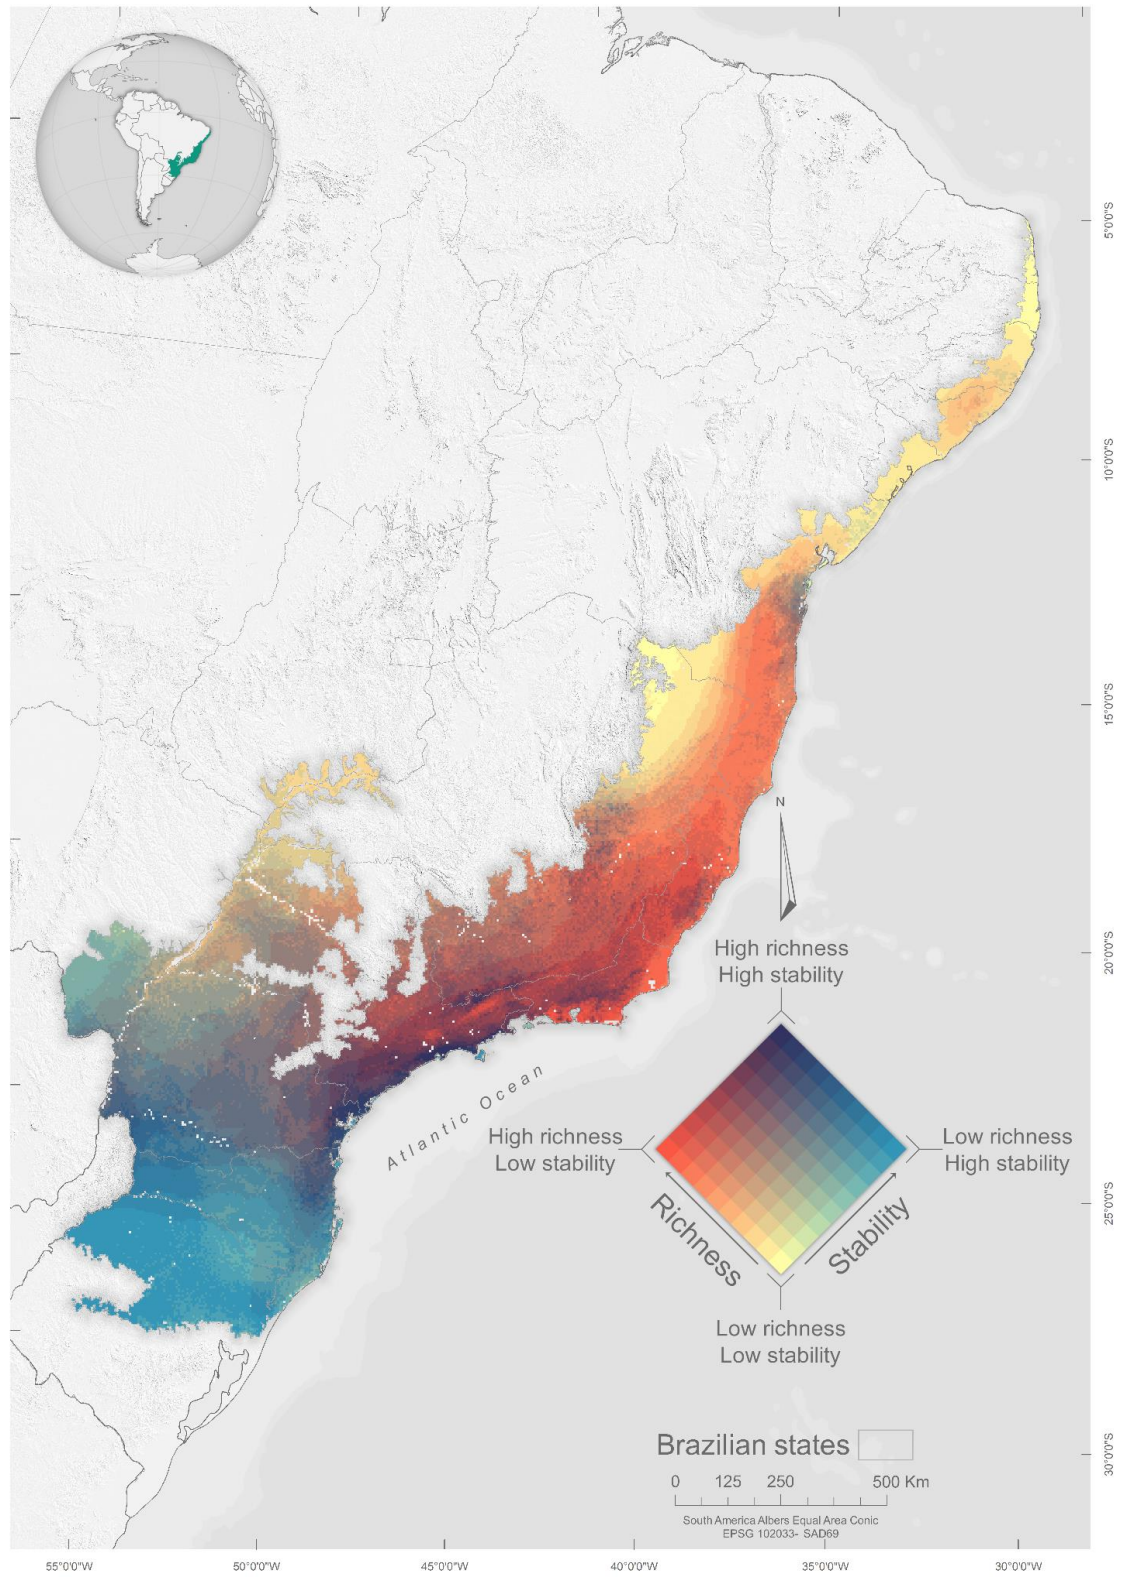 5°0'0"S
10°0'0"S
15°0'0"S
N
High richness
High stability
20°0'0"S
Atlantic Ocean
High richness
Low stability
Low richness
High stability
25°0'0"S
Richness
Stability
Low richness
Low stability
Brazilian states
0 125 250 500 Km
South America Albers Equal Area Conic
EPSG 102033- SAD69
30°0'0"S
55°0'0"W 50°0'0"W 45°0'0"W 40°0'0"W 35°0'0"W 30°0'0"W